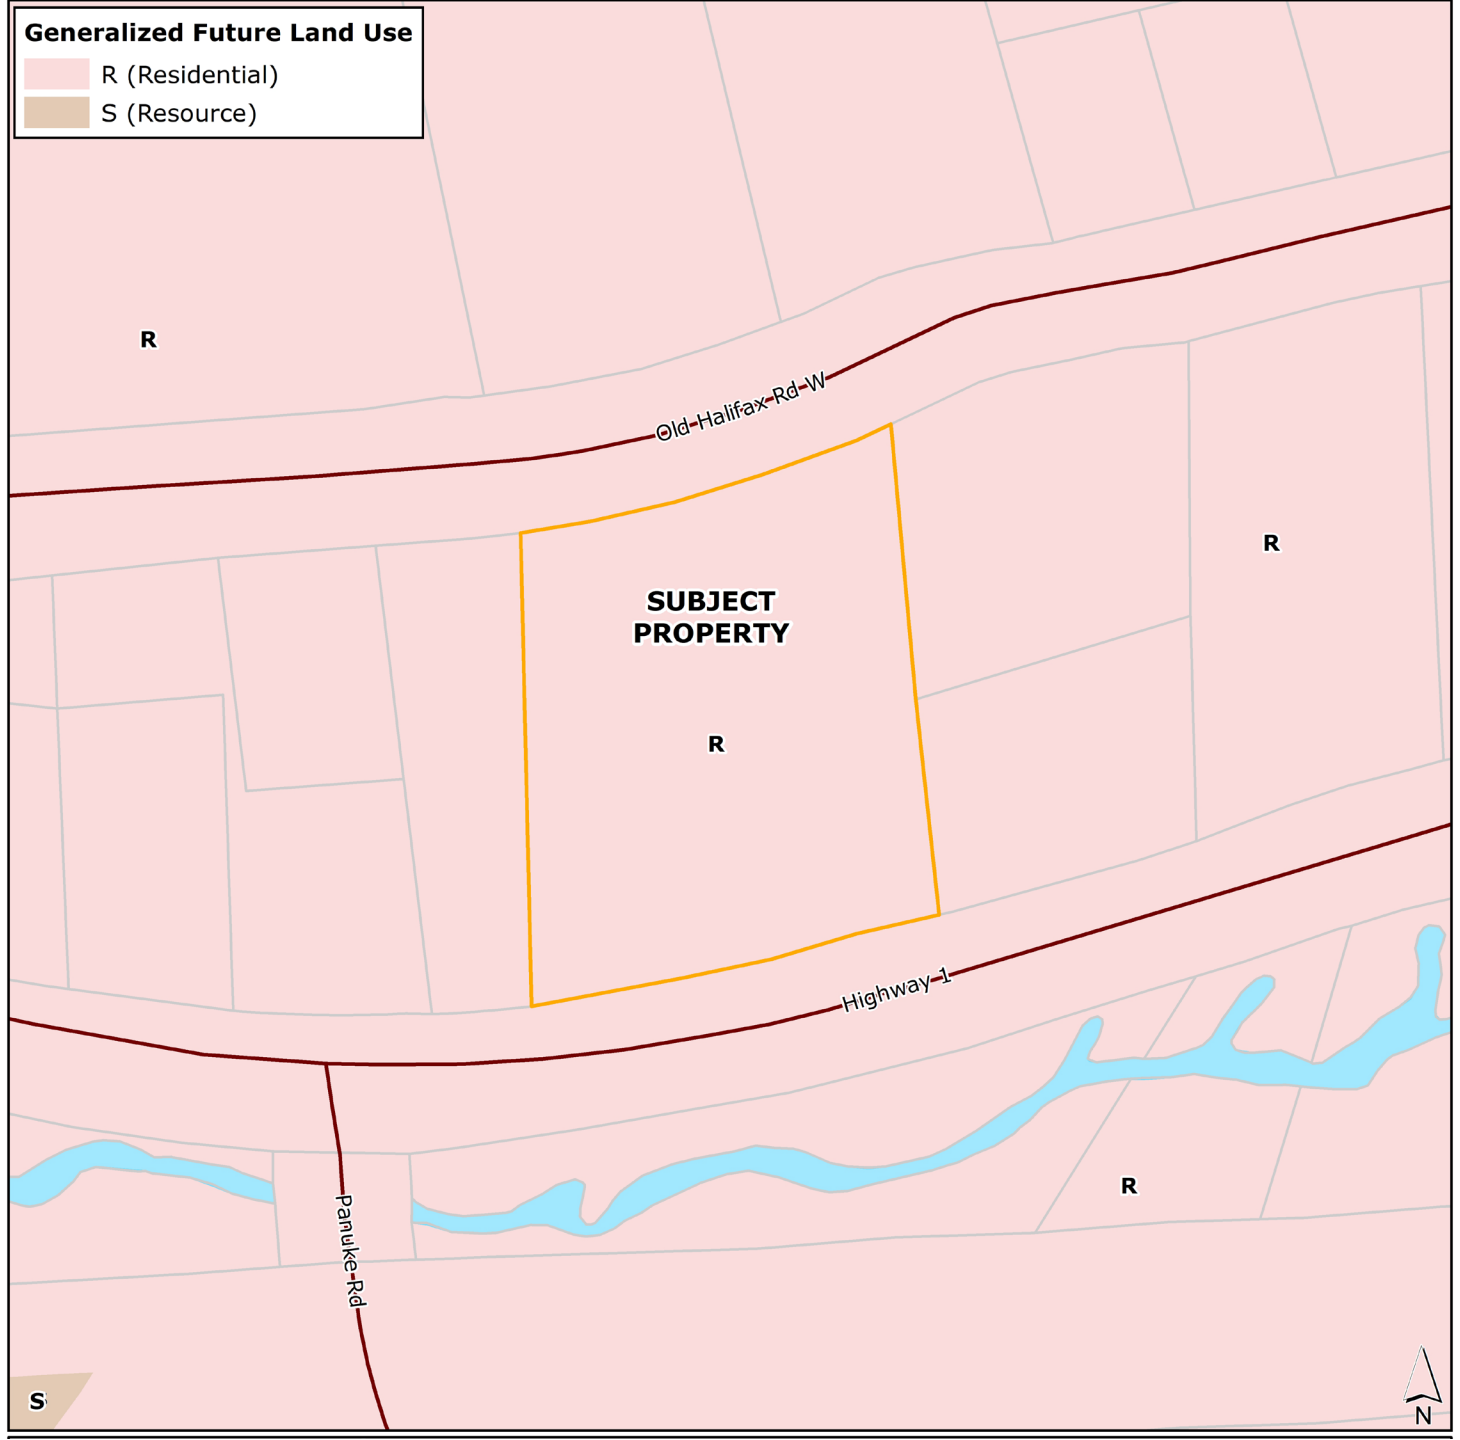 Generalized Future Land Use
R (Residential)
S (Resource)
R
Old Halifax Rd W
R
SUBJECT
PROPERTY
R
Highway 1
R
Panuke Rd
S
N